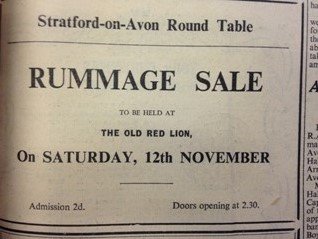 Stratford-on-Avon Round Table
RUMMAGE SALE
TO BE HELD AT
THE OLD RED LION,
On SATURDAY, 12th NOVEMBER
Admission 2d. Doors opening at 2.30.